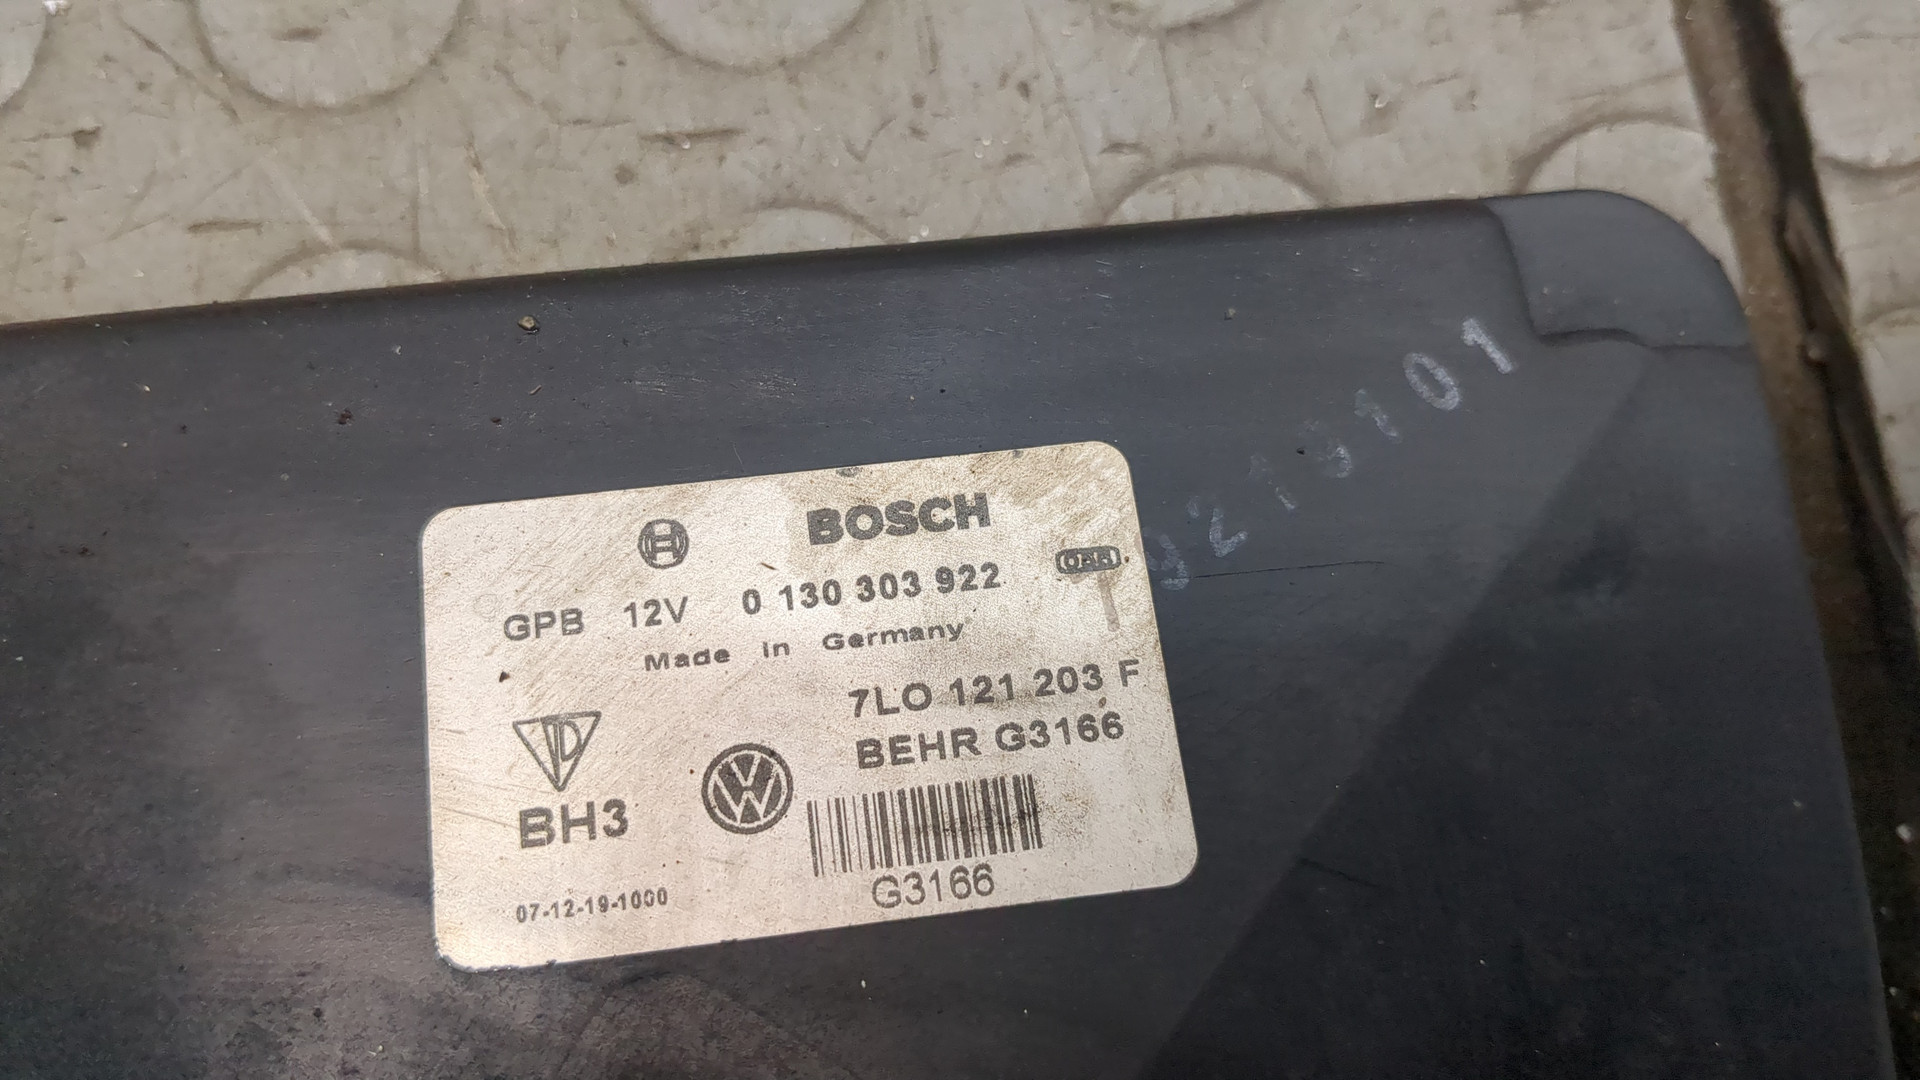 BOSCH
GPB 12V 0 130 303 922
Made in Germany
7LO 121 203 F
BEHR G3166
BH3
G3166
07-12-19-1000